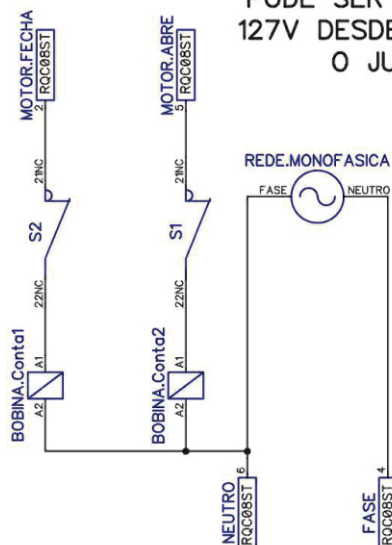 PODE SER
127V DESDE
O JU
MOTOR.FECHA
RQC08ST
2
MOTOR.ABRE
RQC08ST
5
REDE.MONOFASICA
FASE
NEUTRO
21NC
S2
22NC
21NC
S1
22NC
BOBINA.Conta1
A1
A2
BOBINA.Conta2
A1
A2
NEUTRO
RQC08ST
6
FASE
RQC08ST
4